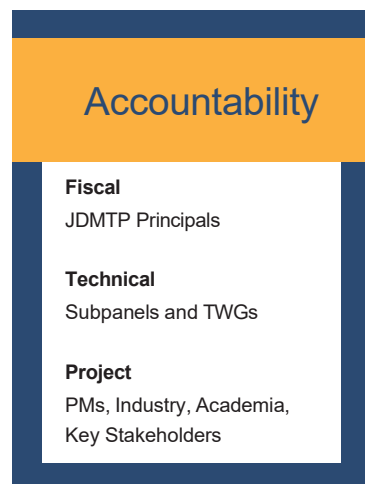 Accountability
Fiscal
JDMTP Principals
Technical
Subpanels and TWGs
Project
PMs, Industry, Academia,
Key Stakeholders